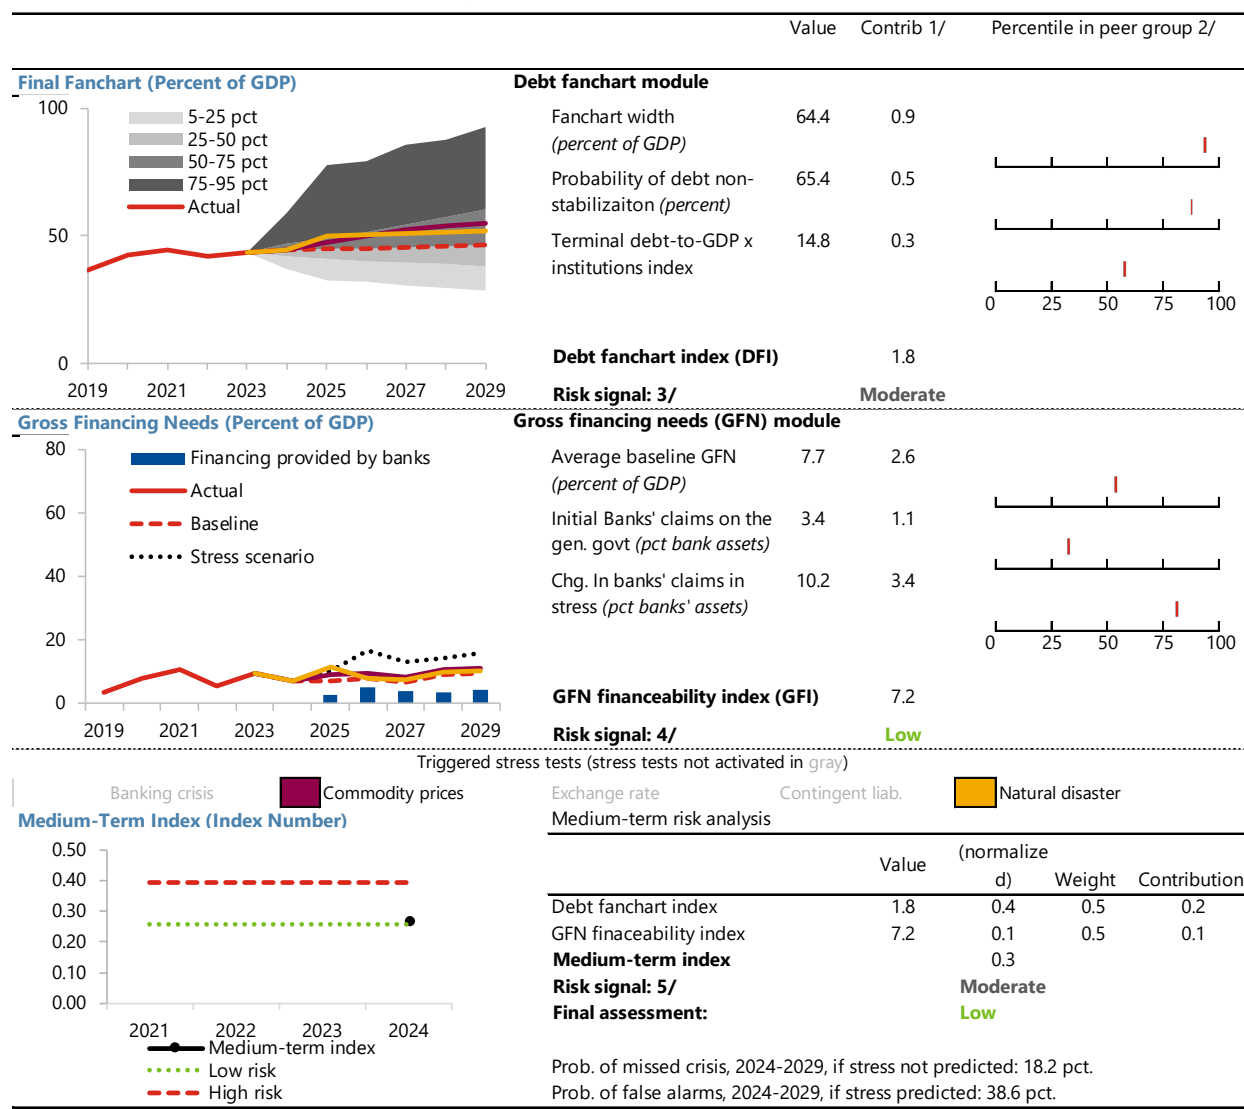 Value Contrib 1/ Percentile in peer group 2/
Final Fanchart (Percent of GDP)
100
50
0
5-25 pct
25-50 pct
50-75 pct
75-95 pct
Actual
2019 2021 2023 2025 2027 2029
Debt fanchart module
Fanchart width 64.4 0.9
(percent of GDP)
Probability of debt non- 65.4 0.5
stabilizaiton (percent)
Terminal debt-to-GDP x 14.8 0.3
institutions index
0 25 50 75 100
Debt fanchart index (DFI) 1.8
Risk signal: 3/ Moderate
Gross Financing Needs (Percent of GDP)
80
60
40
20
0
Financing provided by banks
Actual
Baseline
Stress scenario
2019 2021 2023 2025 2027 2029
Gross financing needs (GFN) module
Average baseline GFN 7.7 2.6
(percent of GDP)
Initial Banks' claims on the 3.4 1.1
gen. govt (pct bank assets)
Chg. In banks' claims in 10.2 3.4
stress (pct banks' assets)
0 25 50 75 100
GFN financeability index (GFI) 7.2
Risk signal: 4/ Low
Triggered stress tests (stress tests not activated in gray)
Banking crisis Commodity prices Exchange rate Contingent liab. Natural disaster
Medium-Term Index (Index Number)
0.50
0.40
0.30
0.20
0.10
0.00
2021 2022 2023 2024
Medium-term index
Low risk
High risk
Medium-term risk analysis
Value (normalize
d) Weight Contribution
Debt fanchart index 1.8 0.4 0.5 0.2
GFN finaceability index 7.2 0.1 0.5 0.1
Medium-term index 0.3
Risk signal: 5/ Moderate
Final assessment: Low
Prob. of missed crisis, 2024-2029, if stress not predicted: 18.2 pct.
Prob. of false alarms, 2024-2029, if stress predicted: 38.6 pct.